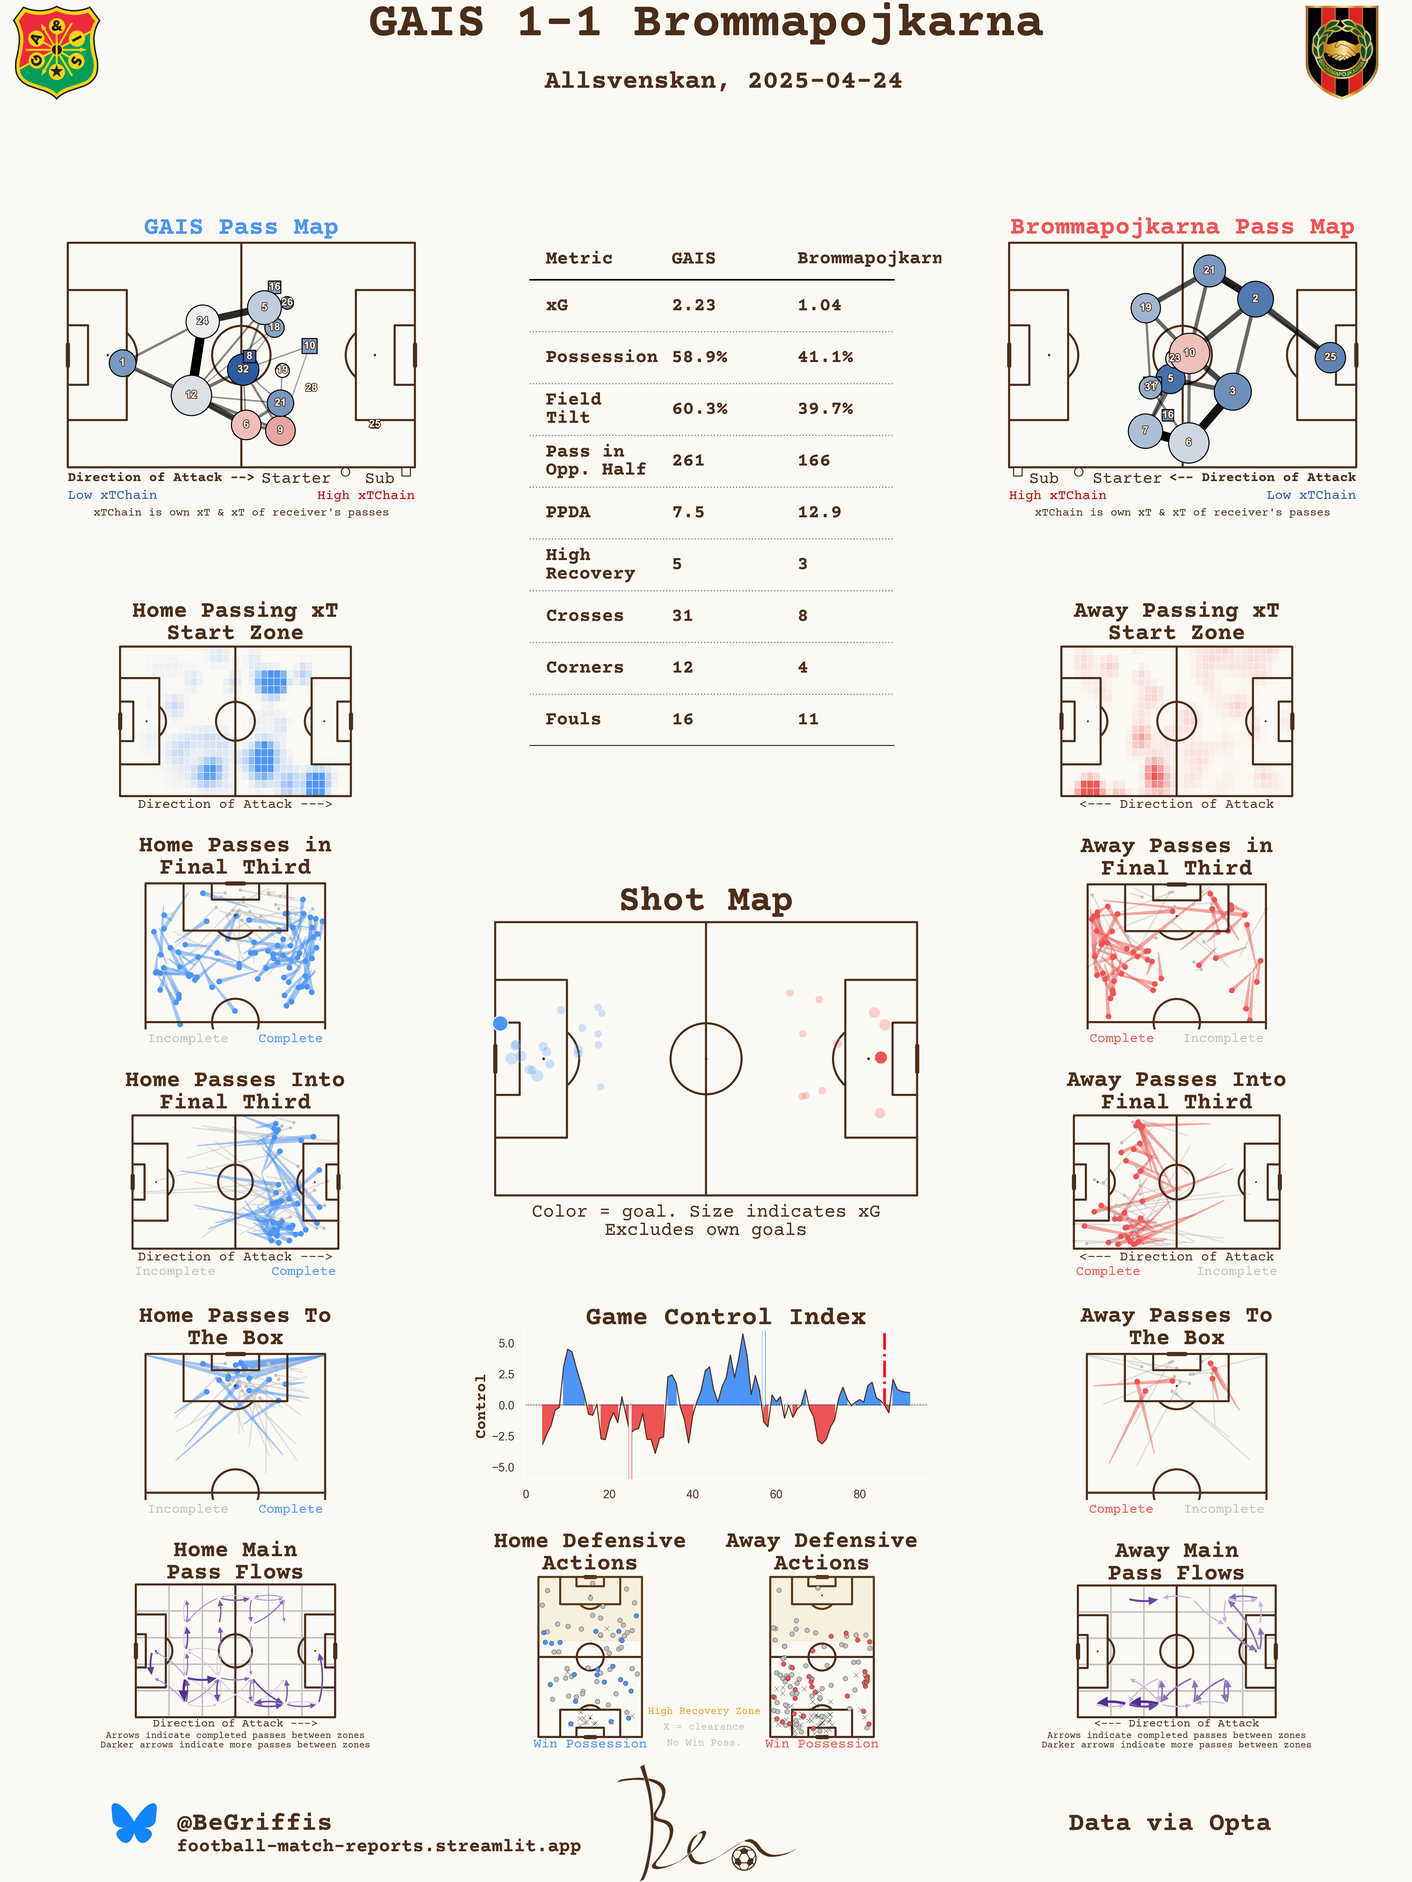 GAIS 1-1 Brommapojkarna
Allsvenskan, 2025-04-24
GAIS Pass Map
1
24
12
5
16
26
18
10
8
32
19
28
21
6
9
25
Direction of Attack --> Starter Sub
Low xTChain High xTChain
xTChain is own xT & xT of receiver's passes
Metric GAIS Brommapojkarn
xG 2.23 1.04
Possession 58.9% 41.1%
Field
Tilt 60.3% 39.7%
Pass in
Opp. Half 261 166
PPDA 7.5 12.9
High
Recovery 5 3
Crosses 31 8
Corners 12 4
Fouls 16 11
Brommapojkarna Pass Map
21
2
19
10
23
25
5
31
3
16
7
6
Sub Starter <-- Direction of Attack
High xTChain Low xTChain
xTChain is own xT & xT of receiver's passes
Home Passing xT
Start Zone
Direction of Attack --->
Away Passing xT
Start Zone
<--- Direction of Attack
Home Passes in
Final Third
Incomplete Complete
Away Passes in
Final Third
Complete Incomplete
Shot Map
Color = goal. Size indicates xG
Excludes own goals
Home Passes Into
Final Third
Direction of Attack --->
Incomplete Complete
Away Passes Into
Final Third
<--- Direction of Attack
Complete Incomplete
Home Passes To
The Box
Incomplete Complete
Game Control Index
Control
5.0
2.5
0.0
−2.5
−5.0
0 20 40 60 80
Away Passes To
The Box
Complete Incomplete
Home Main
Pass Flows
Direction of Attack --->
Arrows indicate completed passes between zones
Darker arrows indicate more passes between zones
Home Defensive
Actions
Win Possession
High Recovery Zone
X = clearance
No Win Poss.
Away Defensive
Actions
Win Possession
Away Main
Pass Flows
<--- Direction of Attack
Arrows indicate completed passes between zones
Darker arrows indicate more passes between zones
@BeGriffis
football-match-reports.streamlit.app
Ben
Data via Opta